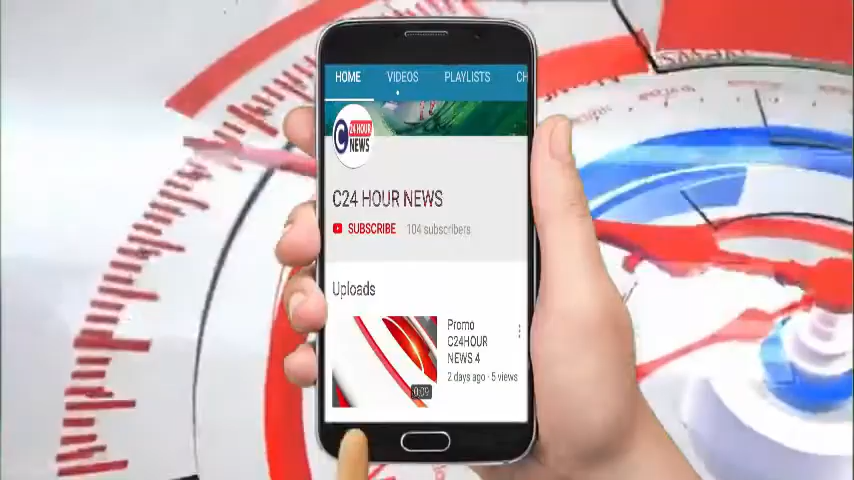 HOME VIDEOS PLAYLISTS CH
C 24 HOUR
NEWS
C24 HOUR NEWS
SUBSCRIBE 104 subscribers
Uploads
Promo
C24HOUR
NEWS 4
2 days ago · 5 views
0:09